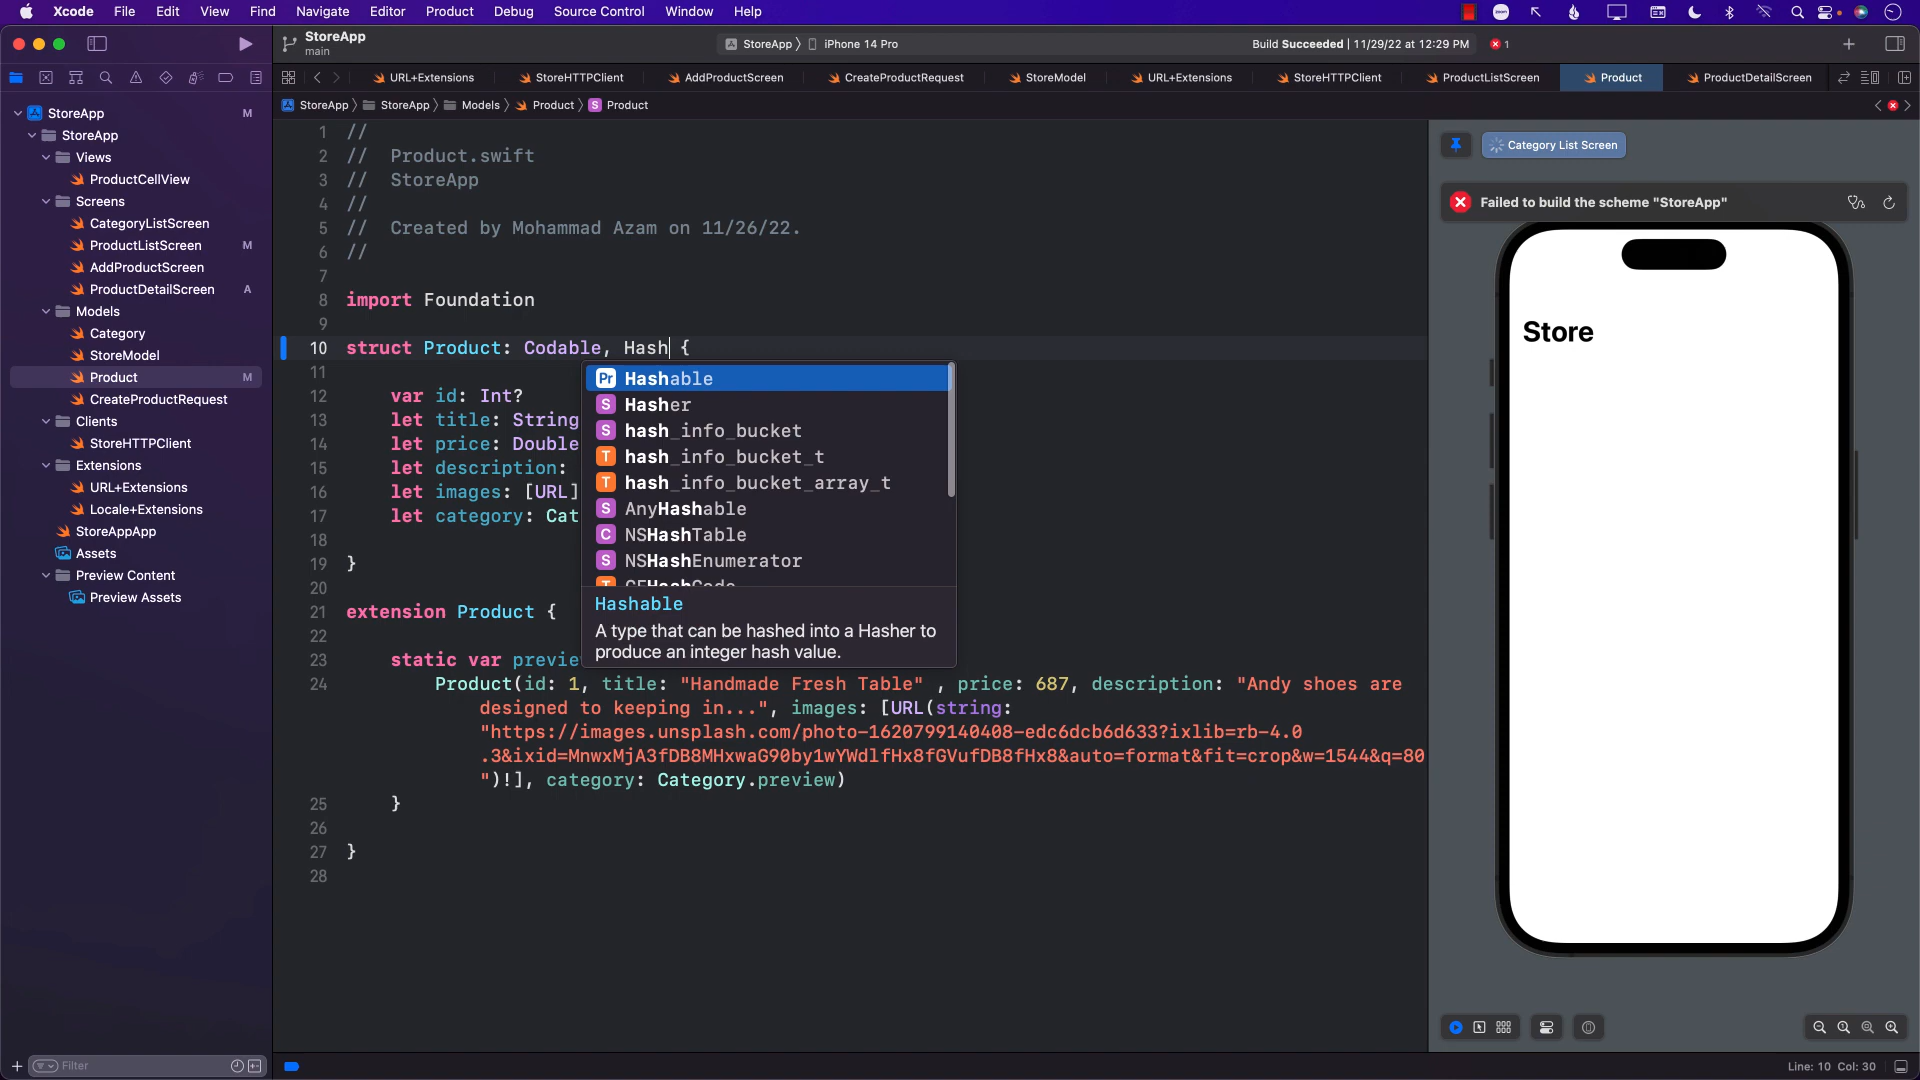 Xcode File Edit View Find Navigate Editor Product Debug Source Control Window Help
StoreApp
main
StoreApp 〉 iPhone 14 Pro
Build Succeeded | 11/29/22 at 12:29 PM
1
URL+Extensions StoreHTTPClient AddProductScreen CreateProductRequest StoreModel URL+Extensions StoreHTTPClient ProductListScreen Product ProductDetailScreen
StoreApp 〉 StoreApp 〉 Models 〉 Product 〉 S Product
StoreApp M
StoreApp
Views
ProductCellView
Screens
CategoryListScreen
ProductListScreen M
AddProductScreen
ProductDetailScreen A
Models
Category
StoreModel
Product M
CreateProductRequest
Clients
StoreHTTPClient
Extensions
URL+Extensions
Locale+Extensions
StoreAppApp
Assets
Preview Content
Preview Assets
Filter
1 //
2 // Product.swift
3 // StoreApp
4 //
5 // Created by Mohammad Azam on 11/26/22.
6 //
7
8 import Foundation
9
10 struct Product: Codable, Hash {
11
12 var id: Int?
13 let title: String
14 let price: Double
15 let description:
16 let images: [URL]
17 let category: Cat
18
19 }
20
21 extension Product {
22
23 static var previe
24 Product(id: 1, title: "Handmade Fresh Table" , price: 687, description: "Andy shoes are
designed to keeping in...", images: [URL(string:
"https://images.unsplash.com/photo-1620799140408-edc6dcb6d633?ixlib=rb-4.0
.3&ixid=MnwxMjA3fDB8MHxwaG90by1wYWdlfHx8fGVufDB8fHx8&auto=format&fit=crop&w=1544&q=80
")!], category: Category.preview)
25 }
26
27 }
28
Pr Hashable
S Hasher
S hash_info_bucket
T hash_info_bucket_t
T hash_info_bucket_array_t
S AnyHashable
C NSHashTable
S NSHashEnumerator
T CFHashCode
Hashable
A type that can be hashed into a Hasher to
produce an integer hash value.
Category List Screen
Failed to build the scheme "StoreApp"
Store
Line: 10 Col: 30